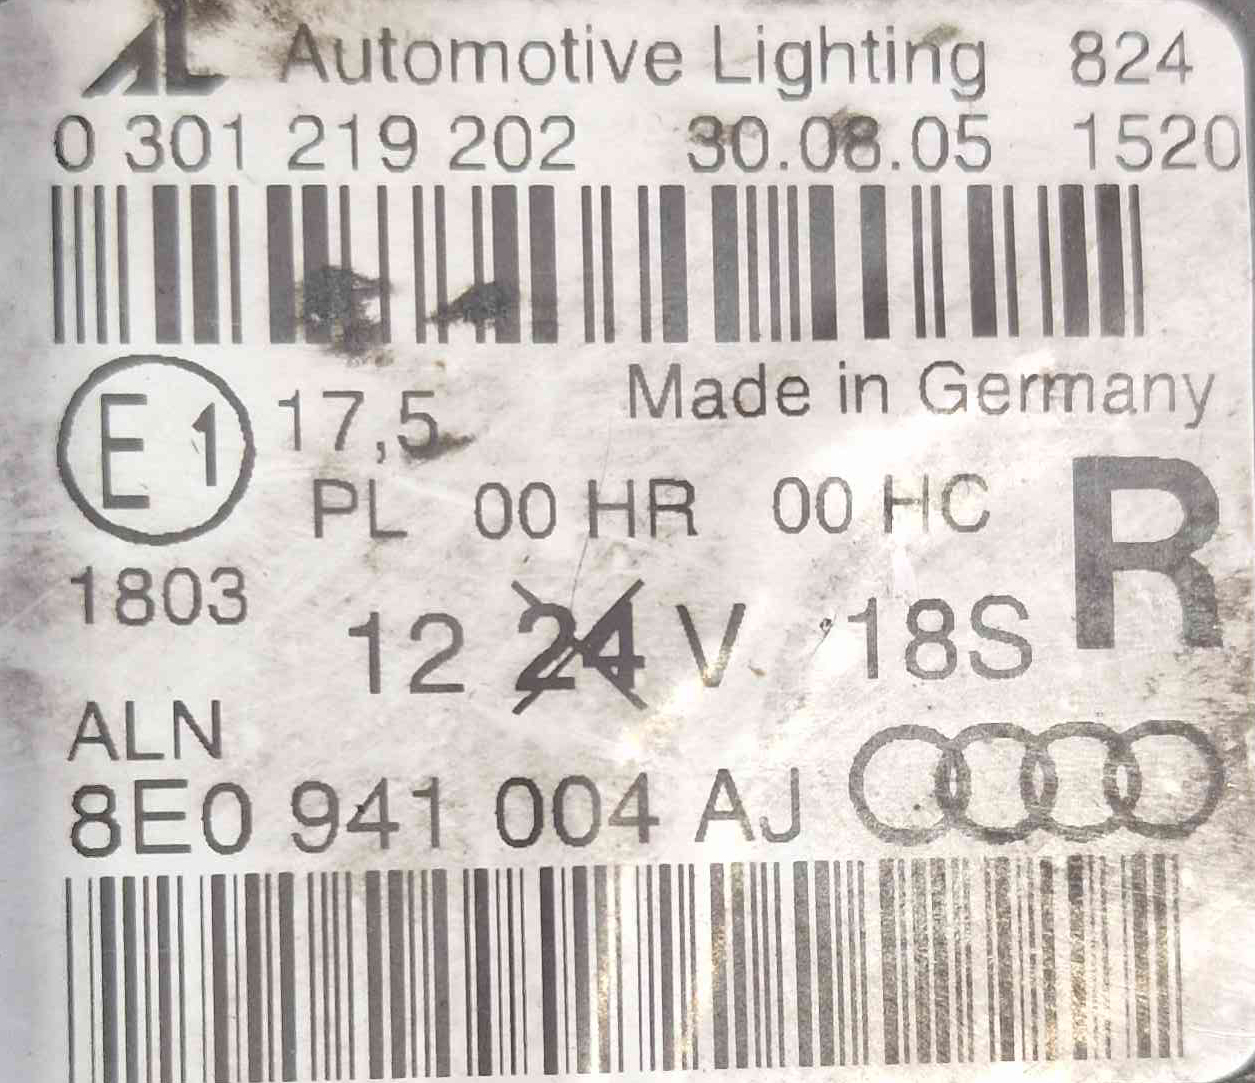 AL Automotive Lighting 824
0 301 219 202 30.08.05 1520
E1 17,5 Made in Germany
PL 00 HR 00 HC R
1803
12 24 V 18S
ALN
8E0 941 004 AJ